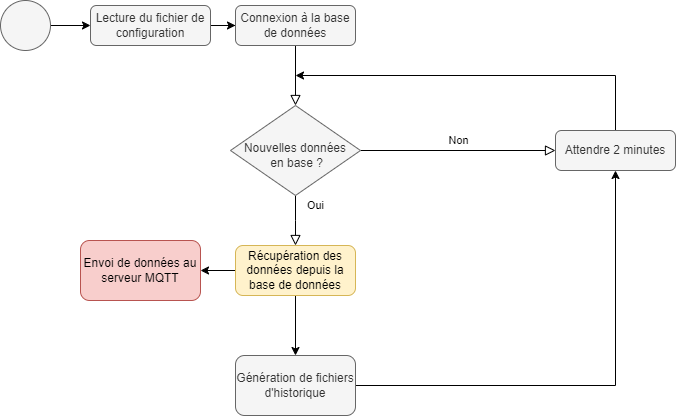 Lecture du fichier de
configuration
Connexion à la base
de données
Nouvelles données
en base ?
Non
Attendre 2 minutes
Oui
Envoi de données au
serveur MQTT
Récupération des
données depuis la
base de données
Génération de fichiers
d'historique